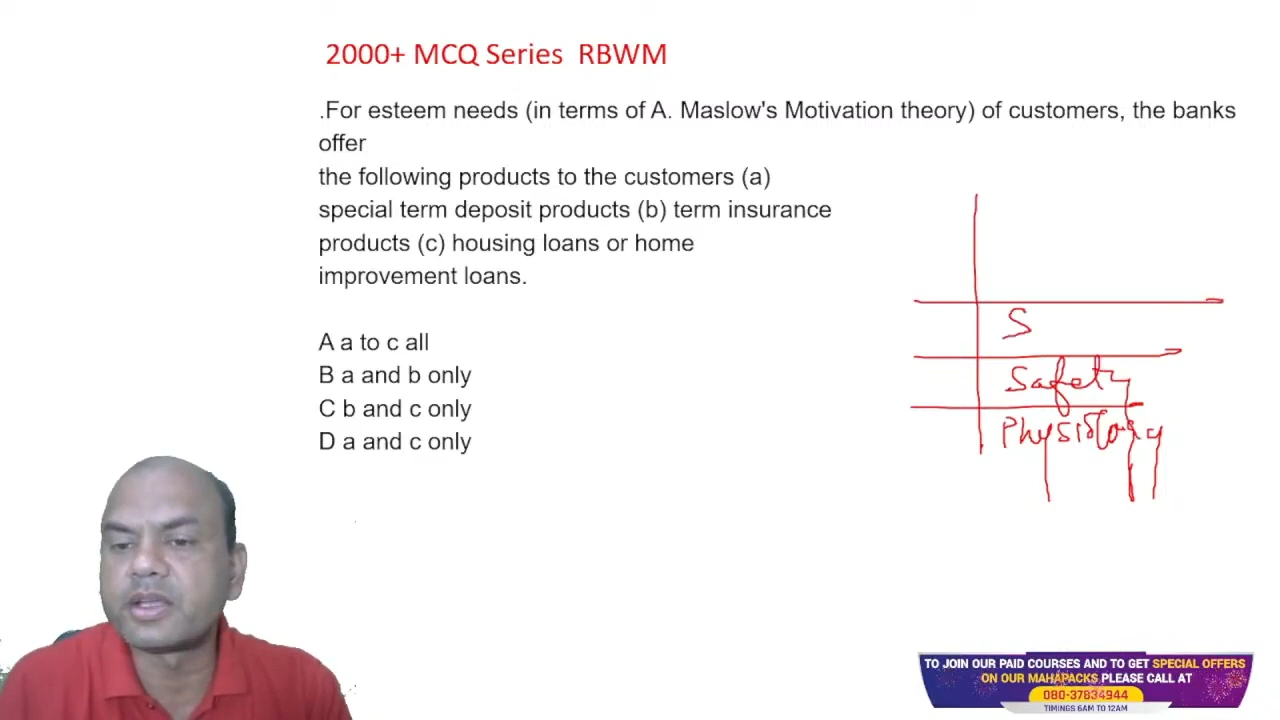 2000+ MCQ Series  RBWM
.For esteem needs (in terms of A. Maslow's Motivation theory) of customers, the banks
offer
the following products to the customers (a)
special term deposit products (b) term insurance
products (c) housing loans or home
improvement loans.
A a to c all
B a and b only
C b and c only
D a and c only
S
Safety
Physiology
TO JOIN OUR PAID COURSES AND TO GET SPECIAL OFFERS
ON OUR MAHAPACKS PLEASE CALL AT
080-37834944
TIMINGS 6AM TO 12AM